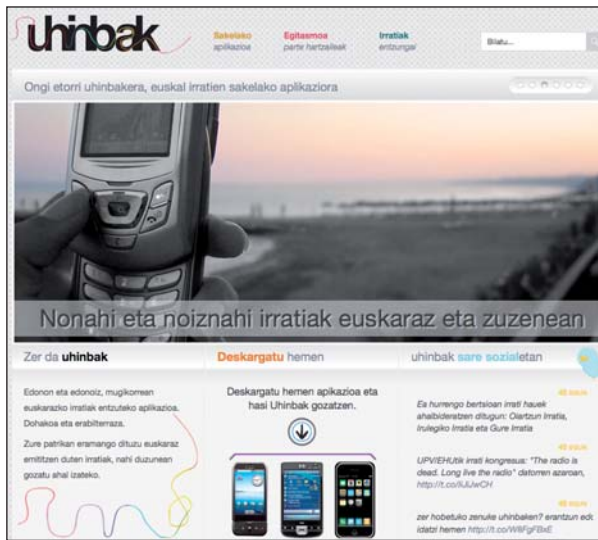 uhinbak
Sakelako
aplikazioa
Egitasmoa
parte hartzaileak
Irratiak
entzungai
Bilatu...
Ongi etorri uhinbakera, euskal irratien sakelako aplikaziora
Nonahi eta noiznahi irratiak euskaraz eta zuzenean
Zer da uhinbak
Edonon eta edonoiz, mugikorrean
euskarazko irratiak entzuteko aplikazioa.
Dohakoa eta erabilterraza.
Zure patrikan eramango dituzu euskaraz
emititzen duten irratiak, nahi duzunean
gozatu shai izateko.
Deskargatu hemen
Deskargatu hemen apikazioa eta
hasi Uhinbak gozatzen.
uhinbak sare sozialetan
Ea hurrengo bertsioan irrati hauek
ahalbideratzen ditugun: Oiartzun Irratia,
Irulegiko Irratia eta Gure Irratia
UPV/EHUtik irrati kongresua: "The radio is
dead. Long live the radio" datorren azaroan,
zer hobetuko zenuke uhinbaken? erantzun edo
idatzi hemen